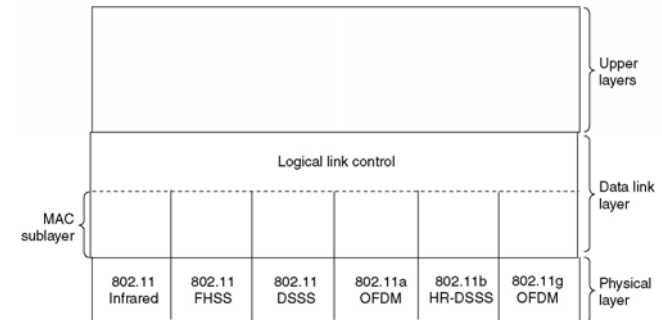 Upper
layers
Logical link control
Data link
layer
MAC
sublayer
802.11
Infrared
802.11
FHSS
802.11
DSSS
802.11a
OFDM
802.11b
HR-DSSS
802.11g
OFDM
Physical
layer